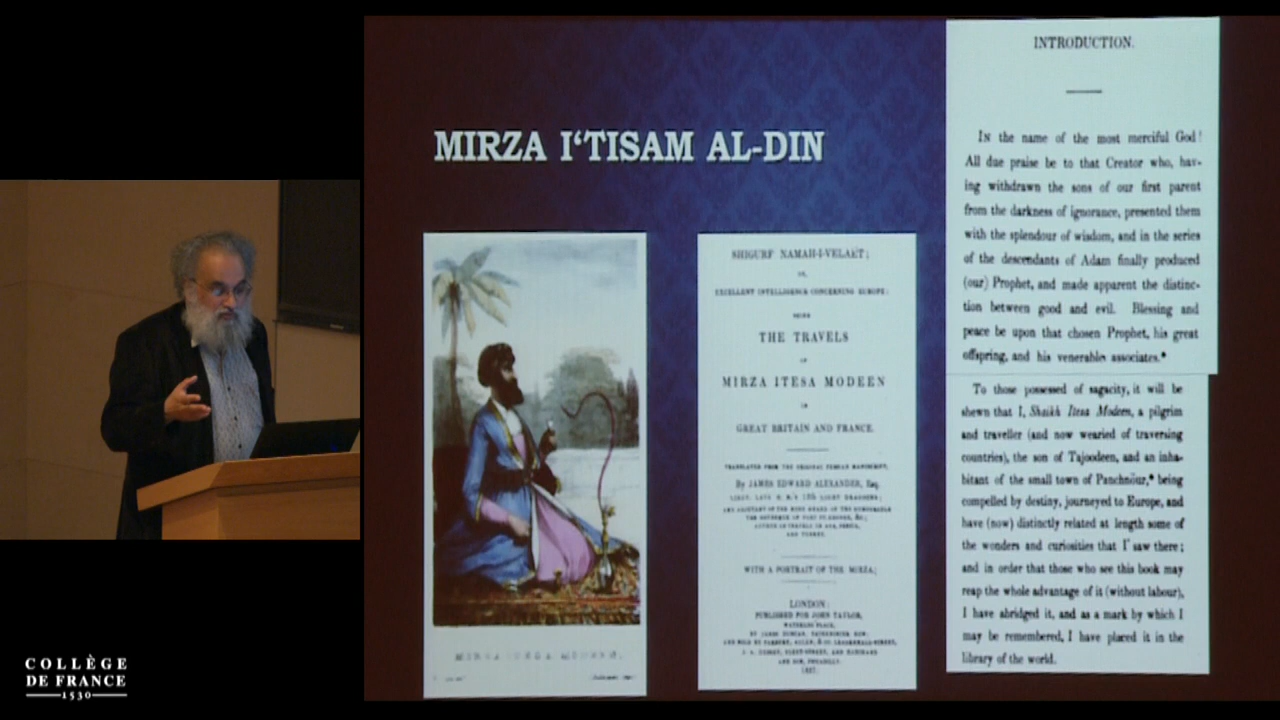 MIRZA I‘TISAM AL-DIN
SHIGURF NAMAH-I-VELAËT;
OR,
EXCELLENT INTELLIGENCE CONCERNING EUROPE:
BEING
THE TRAVELS
OF
MIRZA ITESA MODEEN
IN
GREAT BRITAIN AND FRANCE.
TRANSLATED FROM THE ORIGINAL PERSIAN MANUSCRIPT,
By JAMES EDWARD ALEXANDER, Esq.
AND TURKEY.
WITH A PORTRAIT OF THE MIRZA;
LONDON:
PUBLISHED FOR JOHN TAYLOR,
WATERLOO PLACE,
INTRODUCTION.
IN the name of the most merciful God!
All due praise be to that Creator who, hav-
ing withdrawn the sons of our first parent
from the darkness of ignorance, presented them
with the splendour of wisdom, and in the series
of the descendants of Adam finally produced
(our) Prophet, and made apparent the distinc-
tion between good and evil. Blessing and
peace be upon that chosen Prophet, his great
offspring, and his venerable associates.*
To those possessed of sagacity, it will be
shewn that I, Shaikh Itesa Modeen, a pilgrim
and traveller (and now wearied of traversing
countries), the son of Tajoodeen, and an inha-
bitant of the small town of Panchnour,* being
compelled by destiny, journeyed to Europe, and
have (now) distinctly related at length some of
the wonders and curiosities that I saw there;
and in order that those who see this book may
reap the whole advantage of it (without labour),
I have abridged it, and as a mark by which I
may be remembered, I have placed it in the
library of the world.
COLLÈGE
DE FRANCE
1530